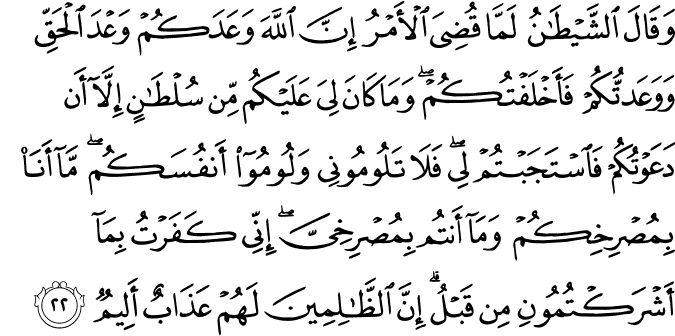 وَقَالَ ٱلشَّيْطَٰنُ لَمَّا قُضِىَ ٱلْأَمْرُ إِنَّ ٱللَّهَ وَعَدَكُمْ وَعْدَ ٱلْحَقِّ
وَوَعَدتُّكُمْ فَأَخْلَفْتُكُمْ ۖ وَمَا كَانَ لِىَ عَلَيْكُم مِّن سُلْطَٰنٍ إِلَّآ أَن
دَعَوْتُكُمْ فَٱسْتَجَبْتُمْ لِى ۖ فَلَا تَلُومُونِى وَلُومُوٓا۟ أَنفُسَكُم ۖ مَّآ أَنَا۠
بِمُصْرِخِكُمْ وَمَآ أَنتُم بِمُصْرِخِىَّ ۖ إِنِّى كَفَرْتُ بِمَآ
أَشْرَكْتُمُونِ مِن قَبْلُ ۗ إِنَّ ٱلظَّٰلِمِينَ لَهُمْ عَذَابٌ أَلِيمٌ ٢٢